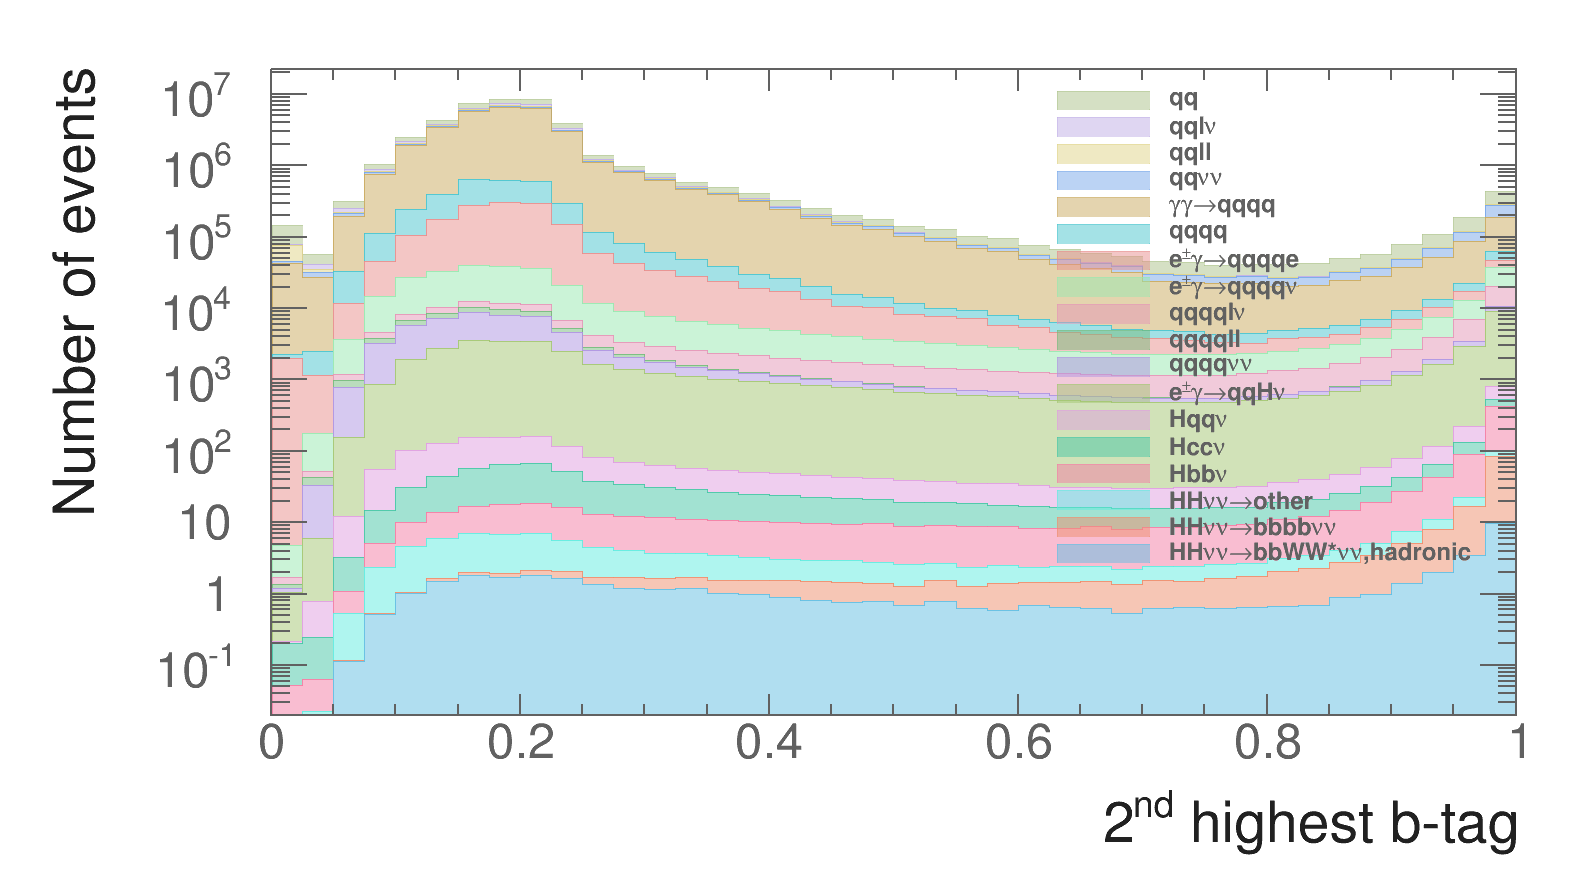 Number of events
10^7
10^6
10^5
10^4
10^3
10^2
10
1
10^-1
qq
qqlν
qqll
qqνν
γγ→qqqq
qqqq
e^±γ→qqqqe
e^±γ→qqqqν
qqqqlν
qqqqll
qqqqνν
e^±γ→qqHν
Hqqν
Hccν
Hbbν
HHνν→other
HHνν→bbbbνν
HHνν→bbWW*νν,hadronic
0 0.2 0.4 0.6 0.8 1
2^nd highest b-tag